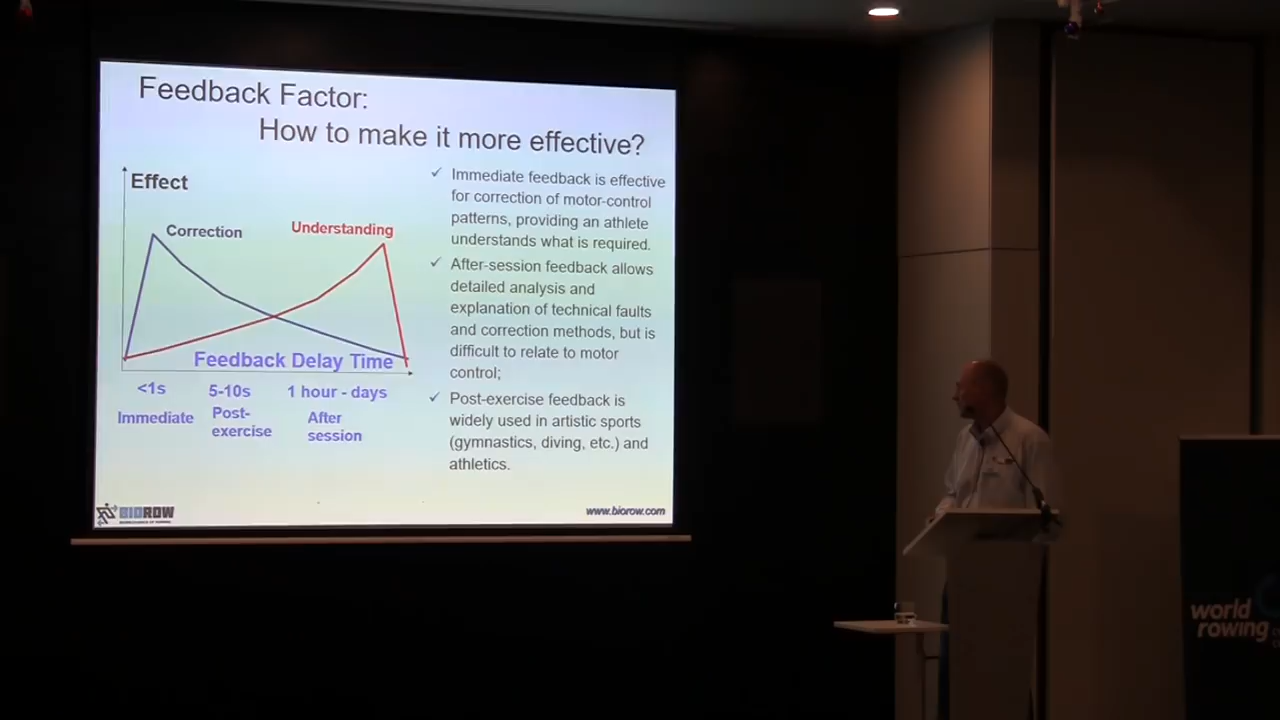 Feedback Factor:
How to make it more effective?
Effect
Correction
Understanding
Feedback Delay Time
<1s
5-10s
1 hour - days
Immediate
Post-
exercise
After
session
✓ Immediate feedback is effective
for correction of motor-control
patterns, providing an athlete
understands what is required.
✓ After-session feedback allows
detailed analysis and
explanation of technical faults
and correction methods, but is
difficult to relate to motor
control;
✓ Post-exercise feedback is
widely used in artistic sports
(gymnastics, diving, etc.) and
athletics.
BIOROW
www.biorow.com
world
rowing